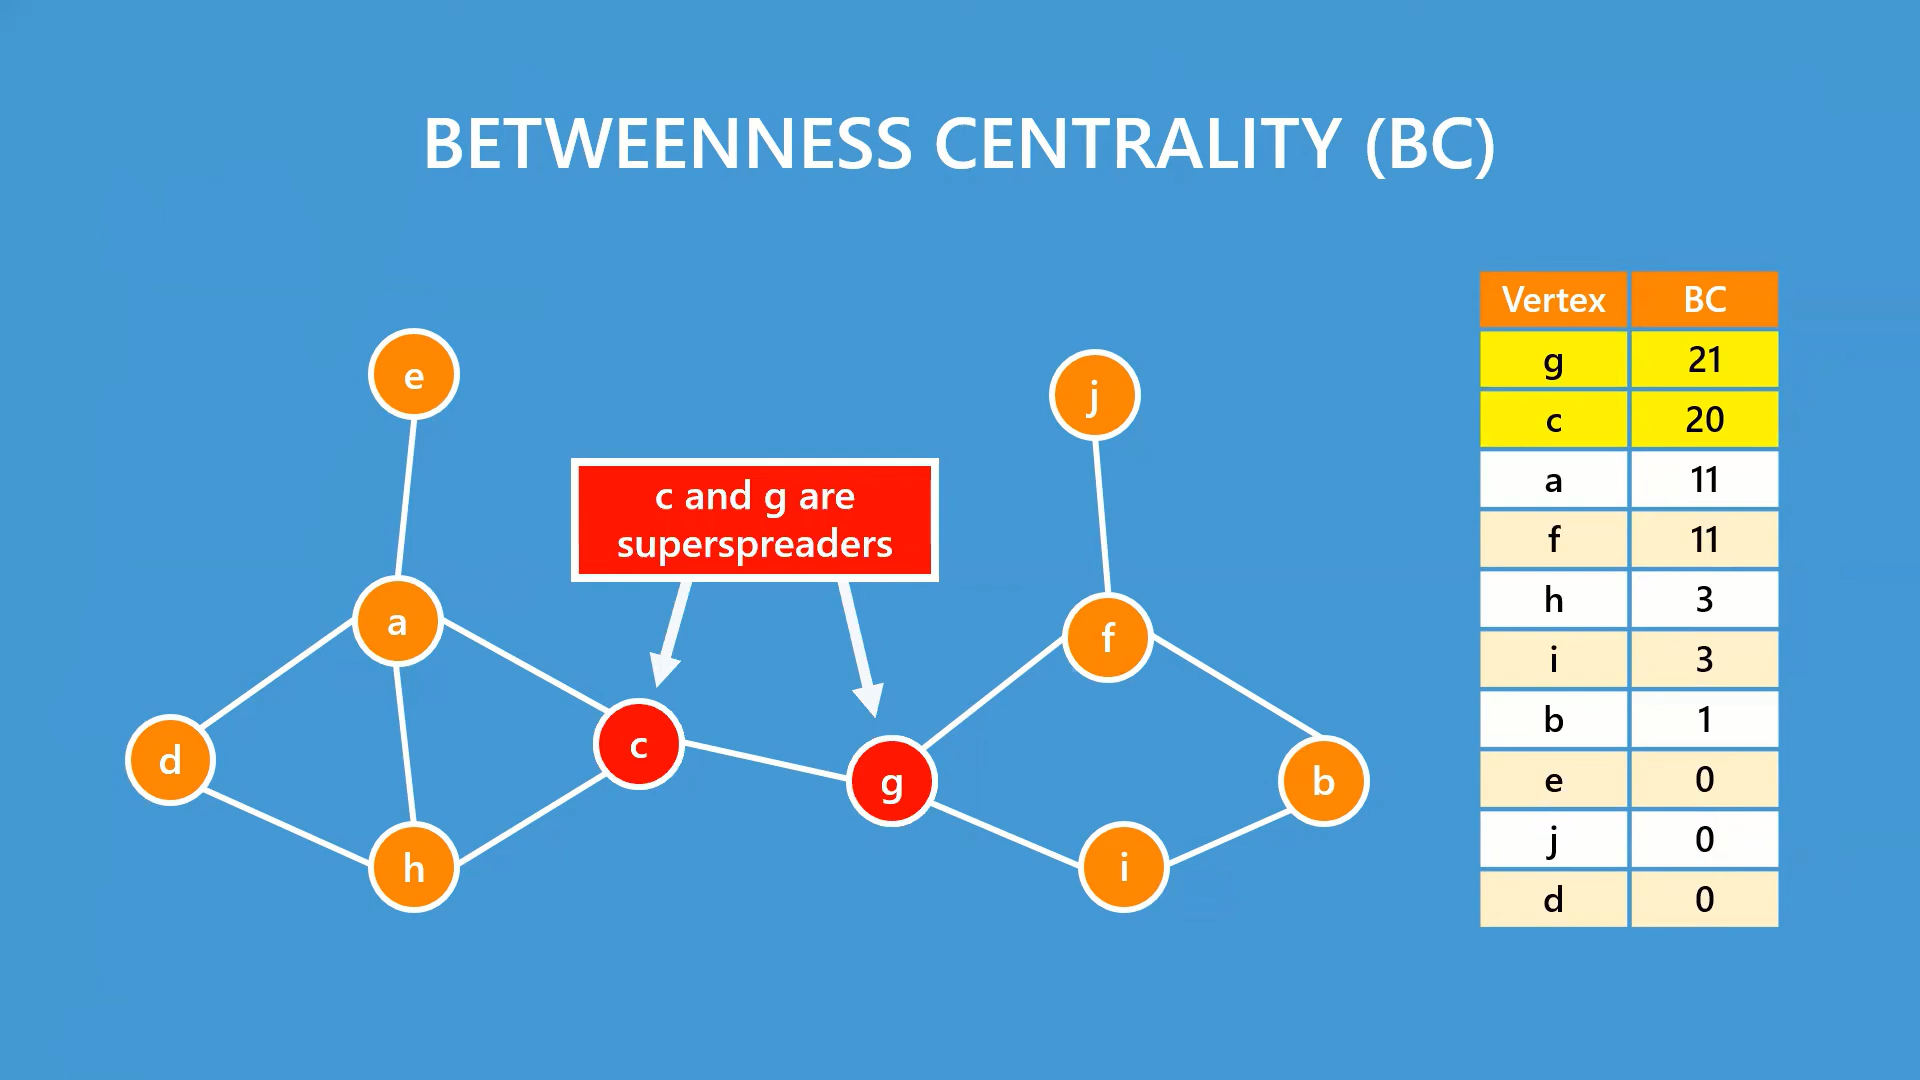 BETWEENNESS CENTRALITY (BC)
e
j
c and g are
superspreaders
a
f
d
c
g
b
h
i
Vertex BC
g 21
c 20
a 11
f 11
h 3
i 3
b 1
e 0
j 0
d 0